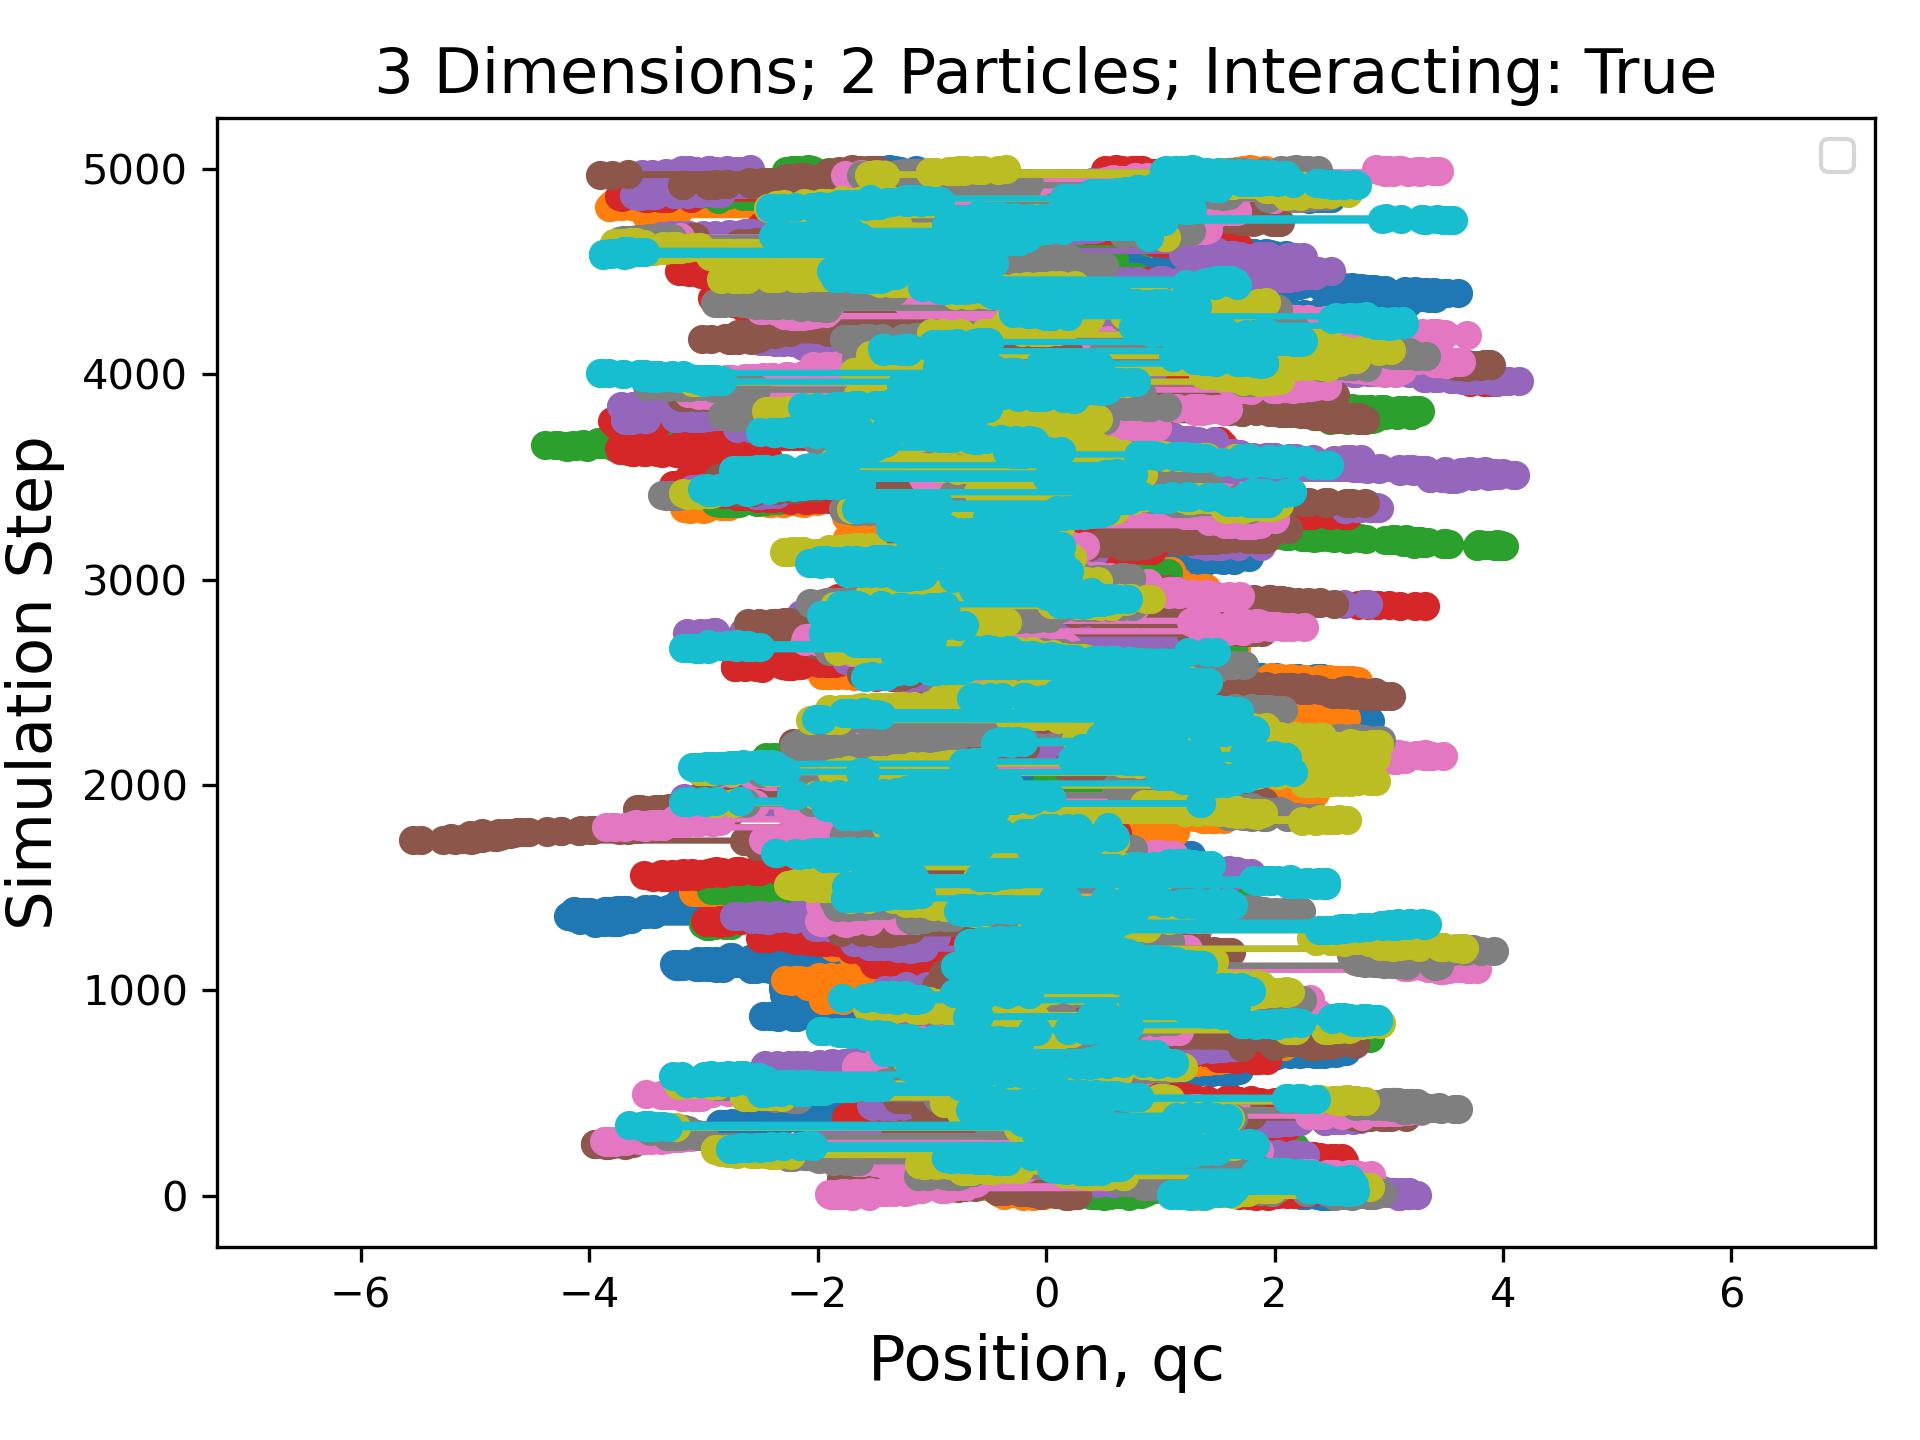 3 Dimensions; 2 Particles; Interacting: True
5000
4000
3000
2000
1000
0
Simulation Step
−6 −4 −2 0 2 4 6
Position, qc